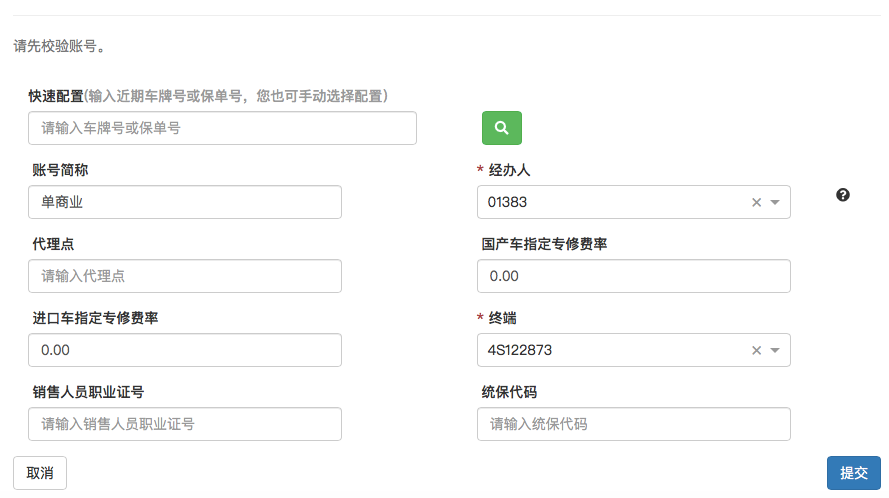 请先校验账号。
快速配置(输入近期车牌号或保单号，您也可手动选择配置)
请输入车牌号或保单号
账号简称
* 经办人
单商业
01383
代理点
国产车指定专修费率
请输入代理点
0.00
进口车指定专修费率
* 终端
0.00
4S122873
销售人员职业证号
统保代码
请输入销售人员职业证号
请输入统保代码
取消
提交